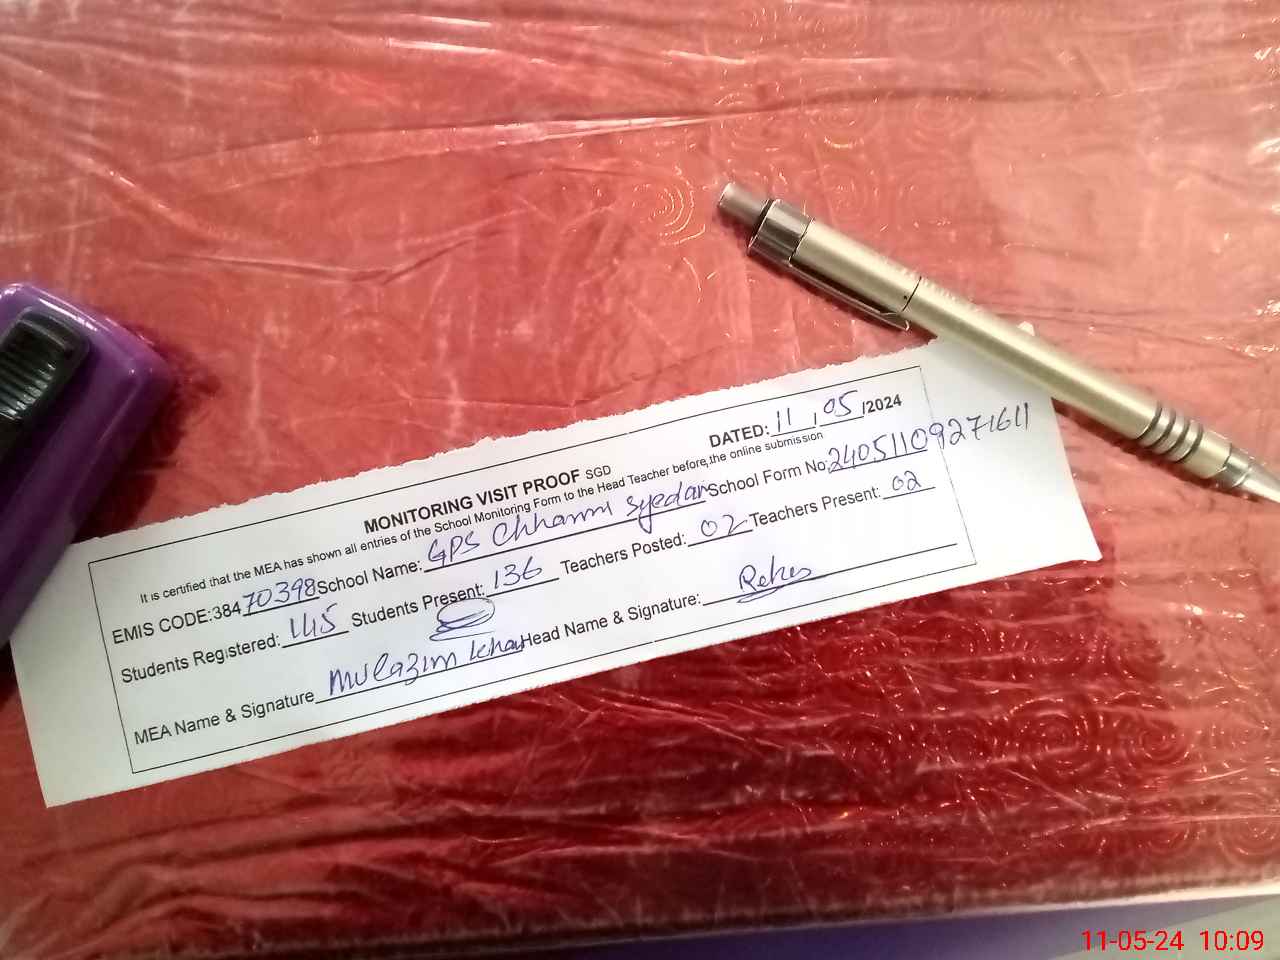 DATED: 11 / 05 /2024
MONITORING VISIT PROOF SGD
It is certified that the MEA has shown all entries of the School Monitoring Form to the Head Teacher before, the online submission
EMIS CODE:38470398 School Name: GPS Chhanni Syedan School Form No: 24051109271611
Students Registered: 145 Students Present: 136 Teachers Posted: 02 Teachers Present: 02
MEA Name & Signature Mulazim Khan Head Name & Signature:
11-05-24 10:09